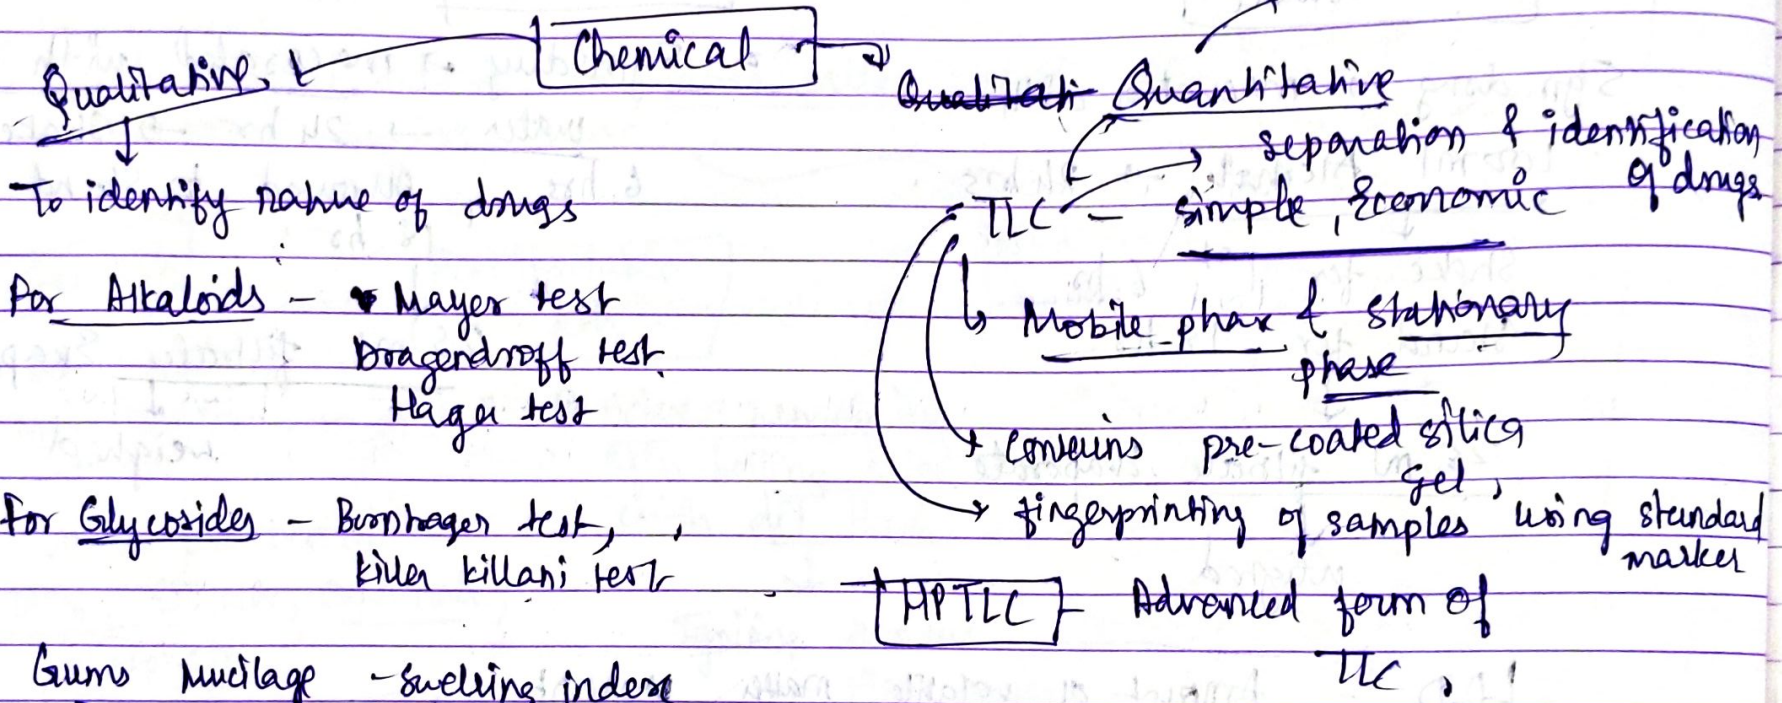 Chemical
Qualitative
To identify nature of drugs
For Alkaloids - Mayer test
Dragendroff test
Hager test
For Glycosides - Borntrager test,
killer killani test
Gums Mucilage - swelling index
Qualitati Quantitative
separation & identification
of drugs
TLC - simple, Economic
Mobile phase & stationary
phase
contains pre-coated silica
Gel,
fingerprinting of samples using standard
marker
HPTLC - Advanced form of
TLC,